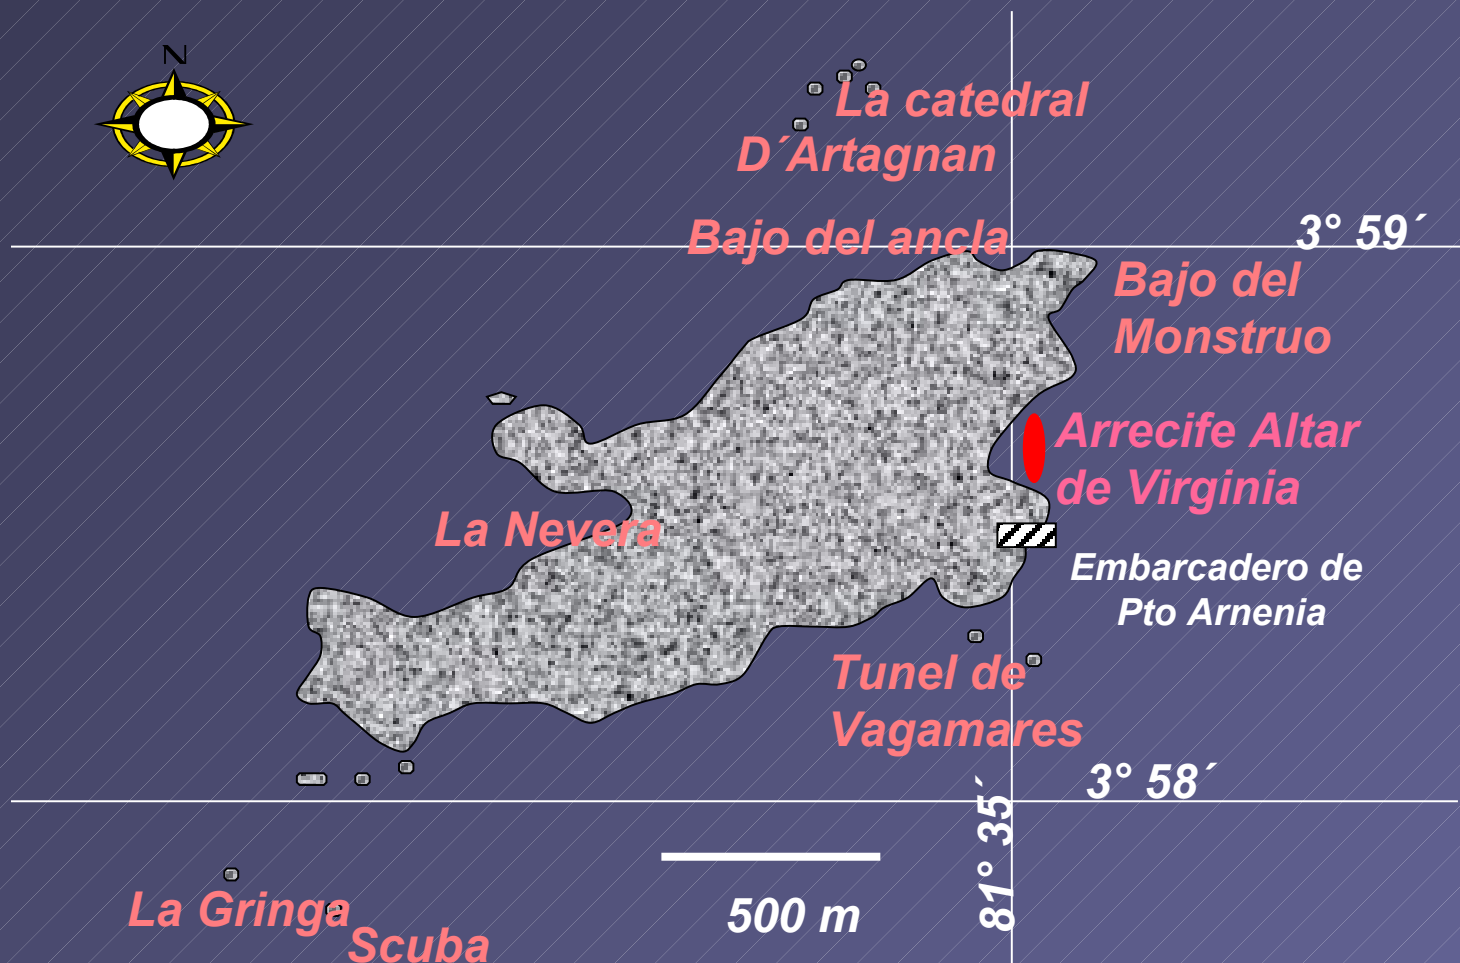 N
La catedral
D´Artagnan
Bajo del ancla
3° 59´
Bajo del
Monstruo
Arrecife Altar
de Virginia
La Nevera
Embarcadero de
Pto Arnenia
Tunel de
Vagamares
3° 58´
81° 35´
500 m
La Gringa
Scuba